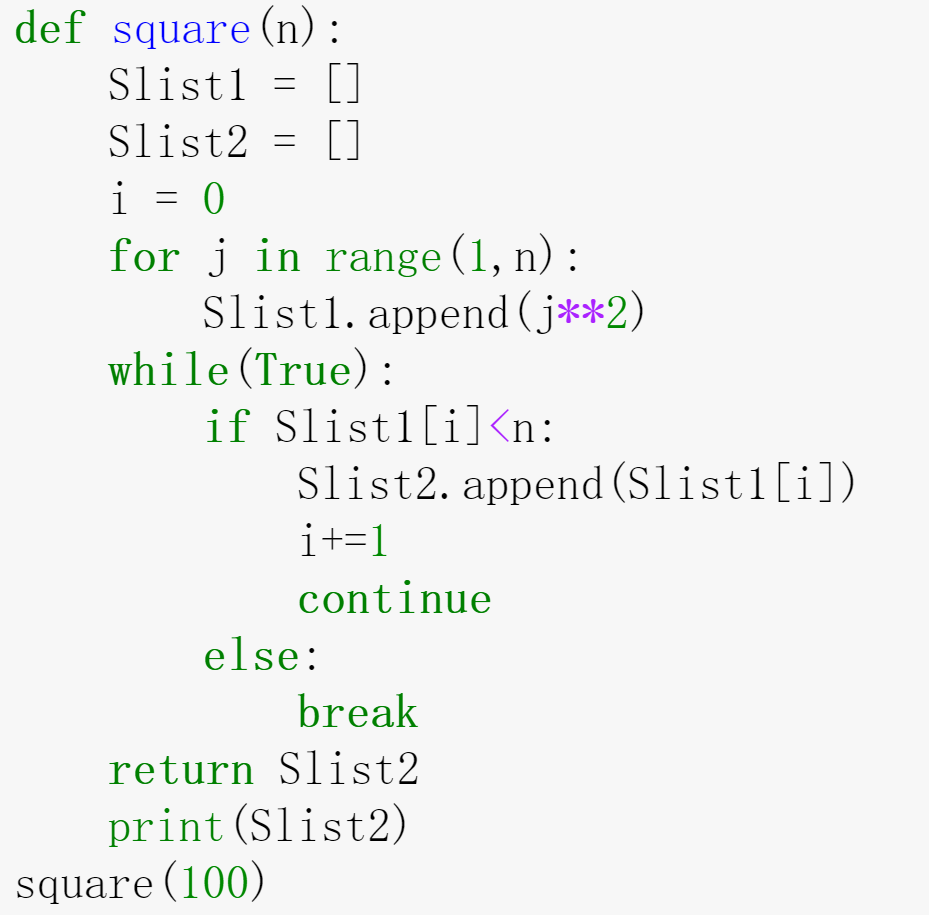 def square(n):
    Slist1 = []
    Slist2 = []
    i = 0
    for j in range(1,n):
        Slist1.append(j**2)
    while(True):
        if Slist1[i]<n:
            Slist2.append(Slist1[i])
            i+=1
            continue
        else:
            break
    return Slist2
    print(Slist2)
square(100)